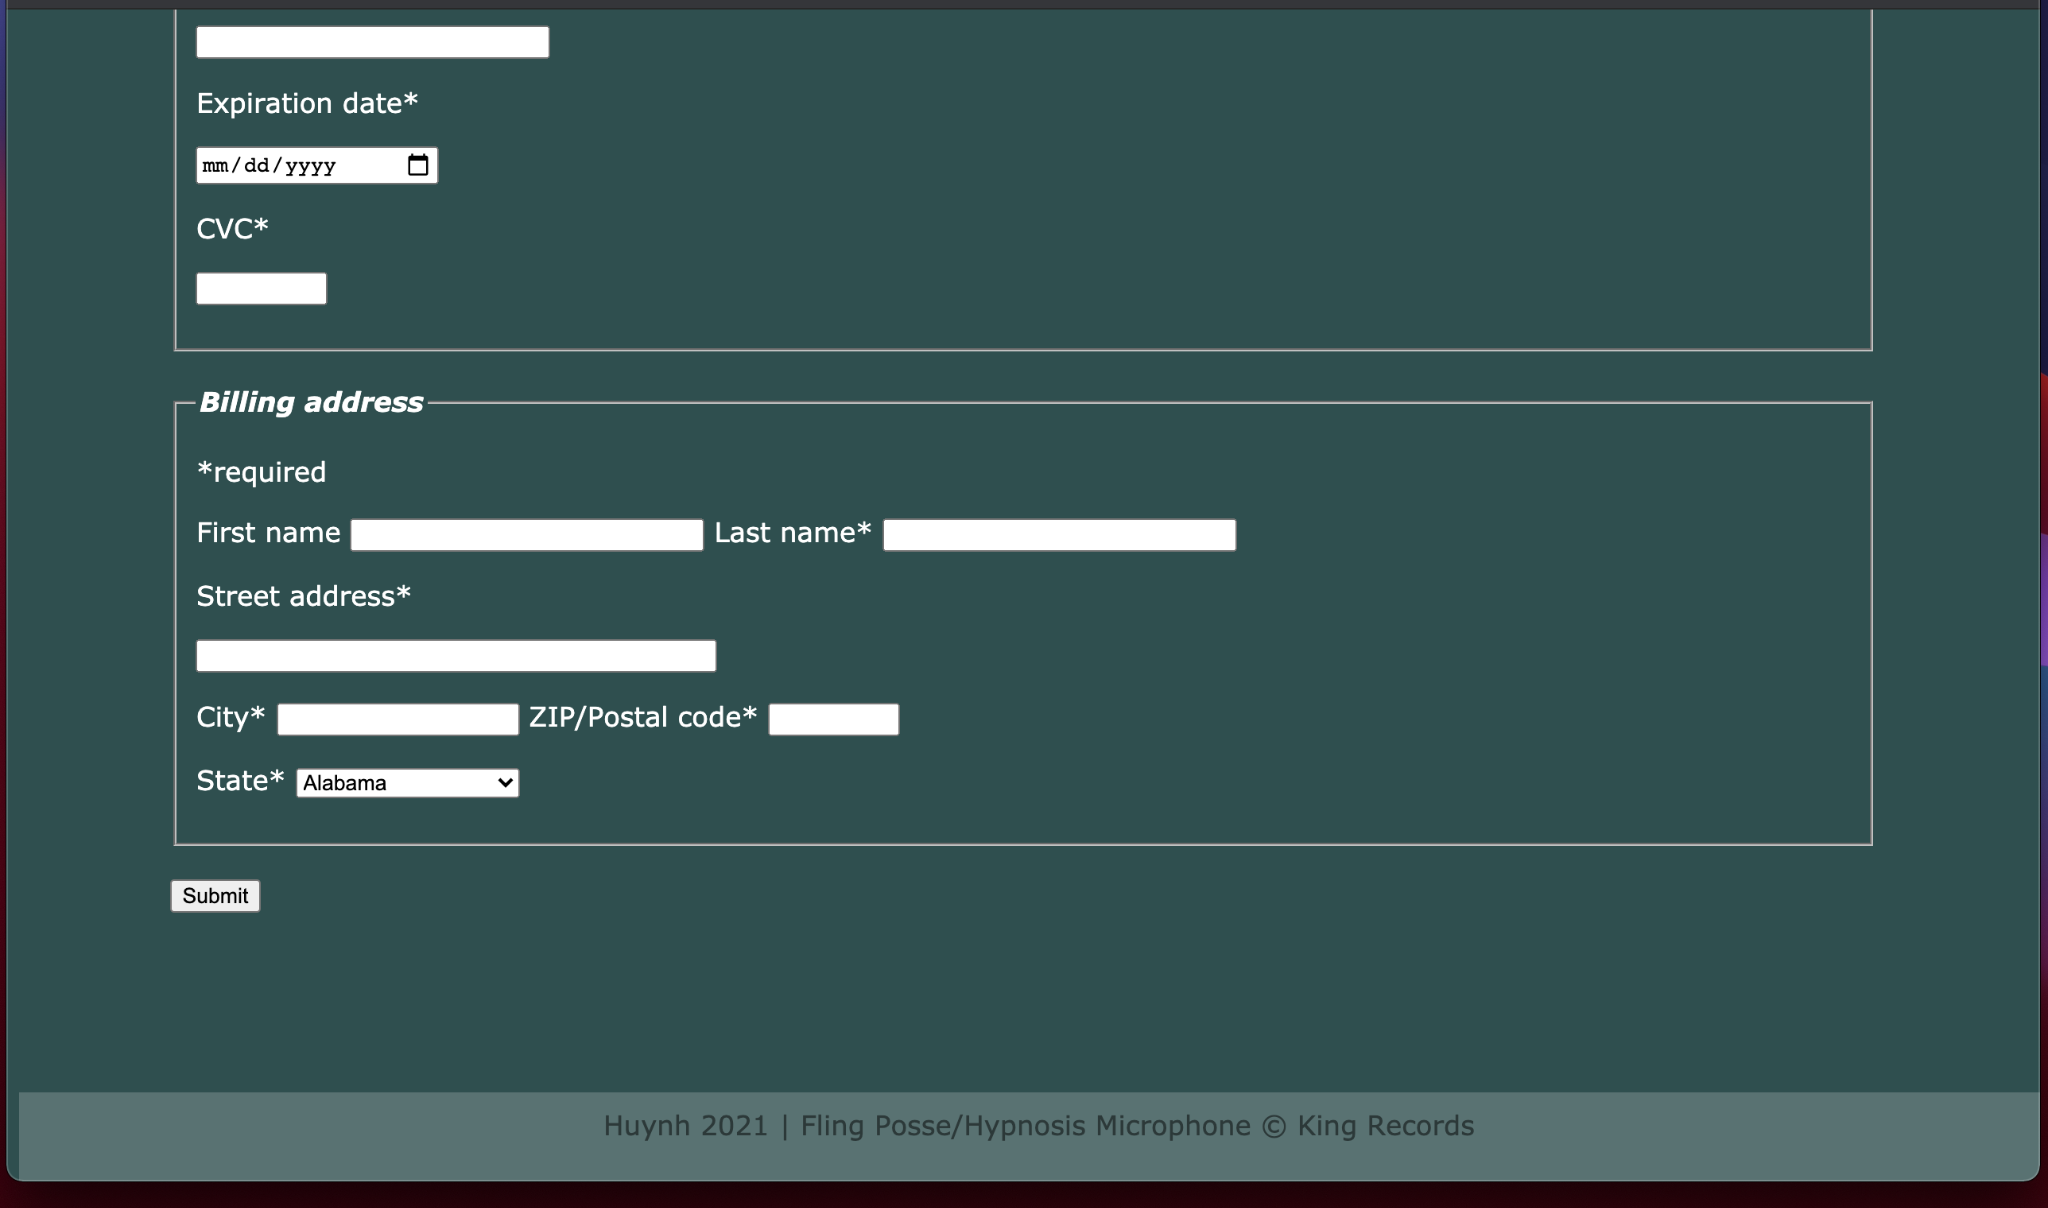 Expiration date*
mm/dd/yyyy
CVC*
Billing address
*required
First name Last name*
Street address*
City* ZIP/Postal code*
State* Alabama
Submit
Huynh 2021 | Fling Posse/Hypnosis Microphone © King Records